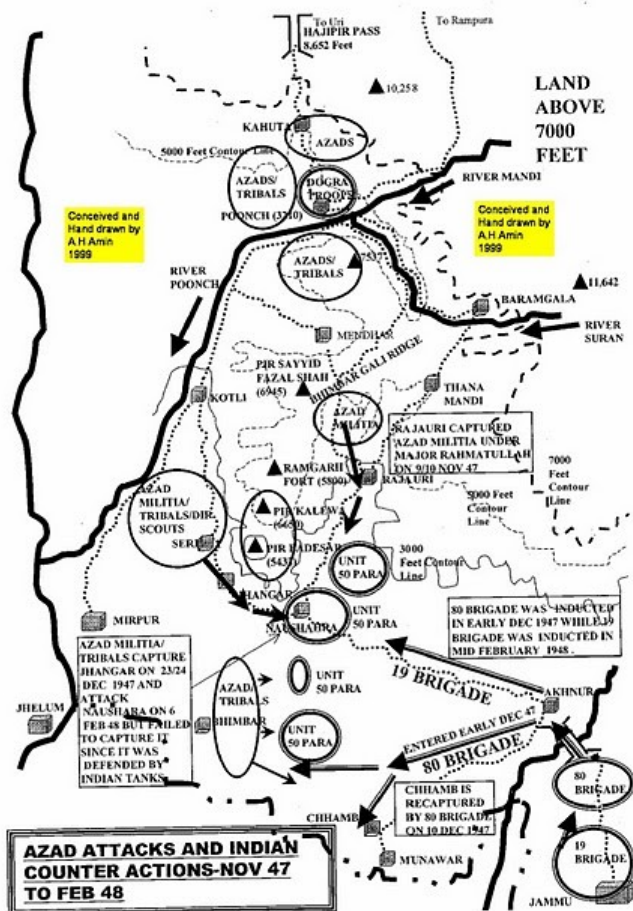 To Uri
To Rampura
HAJIPIR PASS
8,652 Feet
10,258
LAND
ABOVE
7000
FEET
KAHUTA
5000 Feet Contour Line
AZADS
AZADS/
TRIBALS
DOGRA
TROOPS
RIVER MANDI
POONCH (3710)
Conceived and
Hand drawn by
A.H.Amin
1999
Conceived and
Hand drawn by
A.H.Amin
1999
AZADS/
TRIBALS
7537
RIVER
POONCH
11,642
BARAMGALA
RIVER
SURAN
MENDHAR
PIR SAYYID
FAZAL SHAH
(6945)
BHIMBAR GALI RIDGE
THANA
MANDI
KOTLI
AZAD
MILITIA
RAJAURI CAPTURED
AZAD MILITIA UNDER
MAJOR RAHMATULLAH
ON 9/10 NOV 47
RAMGARH
FORT (5800)
RAJAURI
7000
Feet
Contour
Line
AZAD
MILITIA/
TRIBALS/DIR
SCOUTS
5000 Feet
Contour
Line
PIR KALEWA
PIR BADESAR
UNIT
50 PARA
3000
Feet Contour
Line
JHANGAR
NAUSHAHRA
UNIT
50 PARA
80 BRIGADE WAS INDUCTED
IN EARLY DEC 1947 WHILE 19
BRIGADE WAS INDUCTED IN
MID FEBRUARY 1948 .
MIRPUR
AZAD MILITIA/
TRIBALS CAPTURE
JHANGAR ON 23/24
DEC 1947 AND
ATTACK
NAUSHARA ON 6
FEB 48 BUT FAILED
TO CAPTURE IT
SINCE IT WAS
DEFENDED BY
INDIAN TANKS
JHELUM
AZAD/
TRIBALS
BHIMBAR
UNIT
50 PARA
UNIT
50 PARA
19 BRIGADE
AKHNUR
ENTERED EARLY DEC 47
80 BRIGADE
80
BRIGADE
CHHAMB IS
RECAPTURED
BY 80 BRIGADE
ON 10 DEC 1947
CHHAMB
MUNAWAR
19
BRIGADE
JAMMU
AZAD ATTACKS AND INDIAN
COUNTER ACTIONS-NOV 47
TO FEB 48